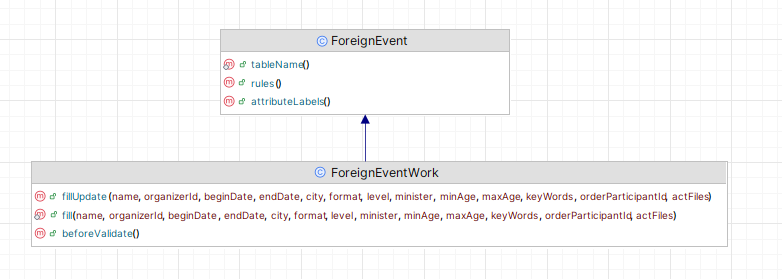 ForeignEvent
tableName()
rules()
attributeLabels()
ForeignEventWork
fillUpdate(name, organizerId, beginDate, endDate, city, format, level, minister, minAge, maxAge, keyWords, orderParticipantId, actFiles)
fill(name, organizerId, beginDate, endDate, city, format, level, minister, minAge, maxAge, keyWords, orderParticipantId, actFiles)
beforeValidate()